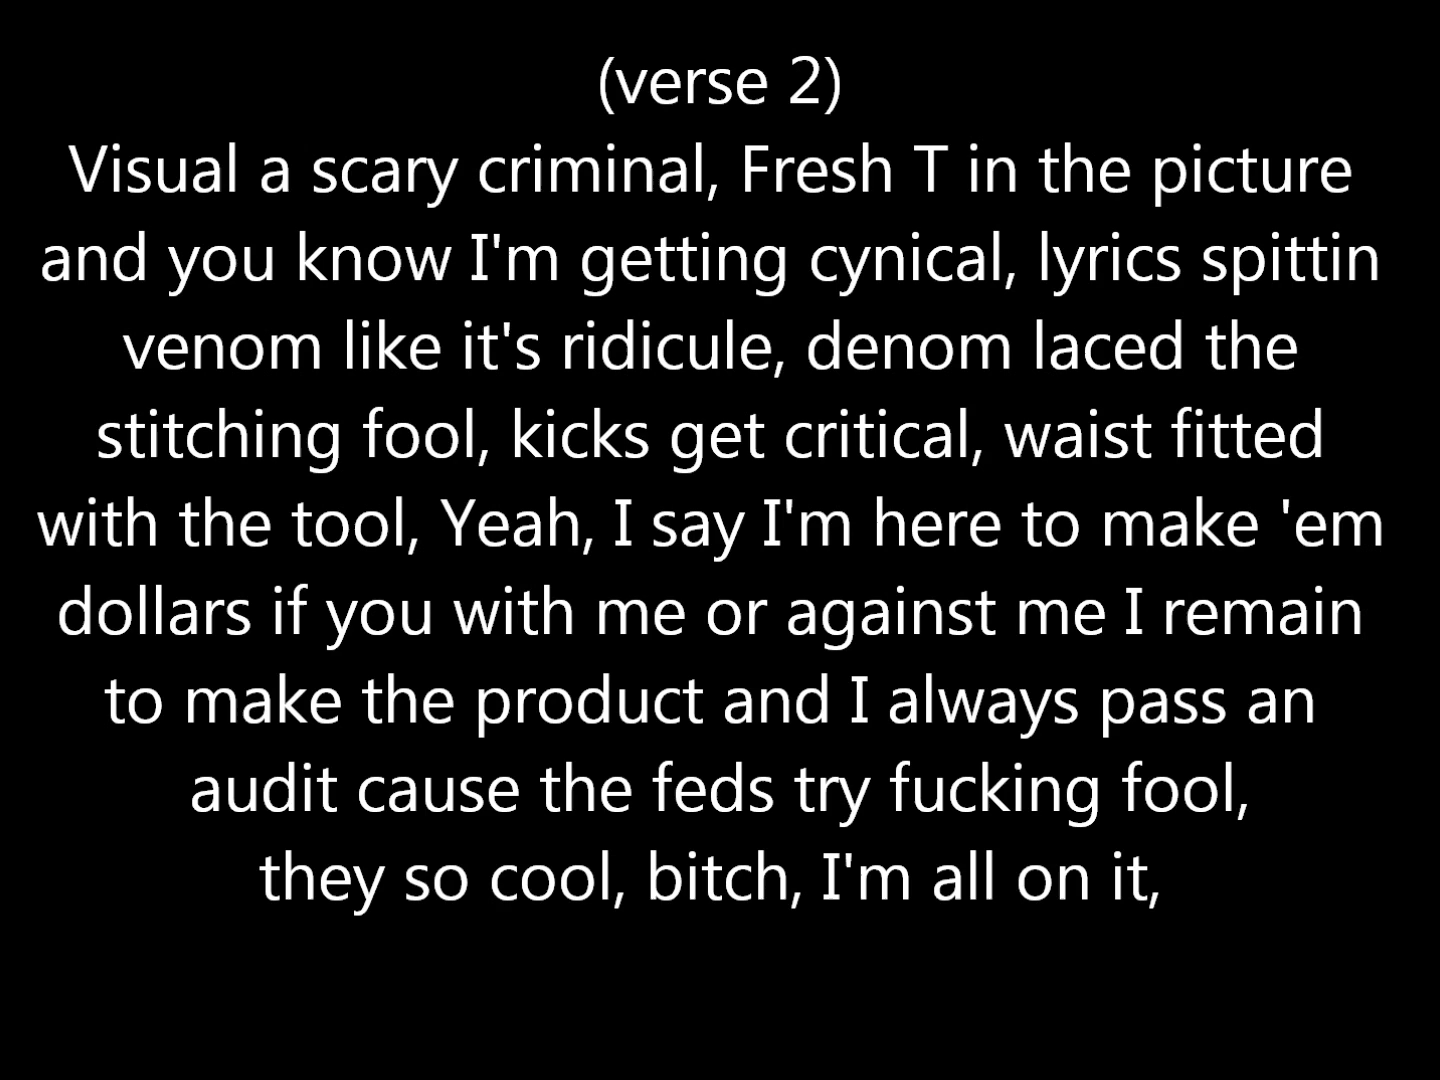 (verse 2)
Visual a scary criminal, Fresh T in the picture
and you know I'm getting cynical, lyrics spittin
venom like it's ridicule, denom laced the
stitching fool, kicks get critical, waist fitted
with the tool, Yeah, I say I'm here to make 'em
dollars if you with me or against me I remain
to make the product and I always pass an
audit cause the feds try fucking fool,
they so cool, bitch, I'm all on it,